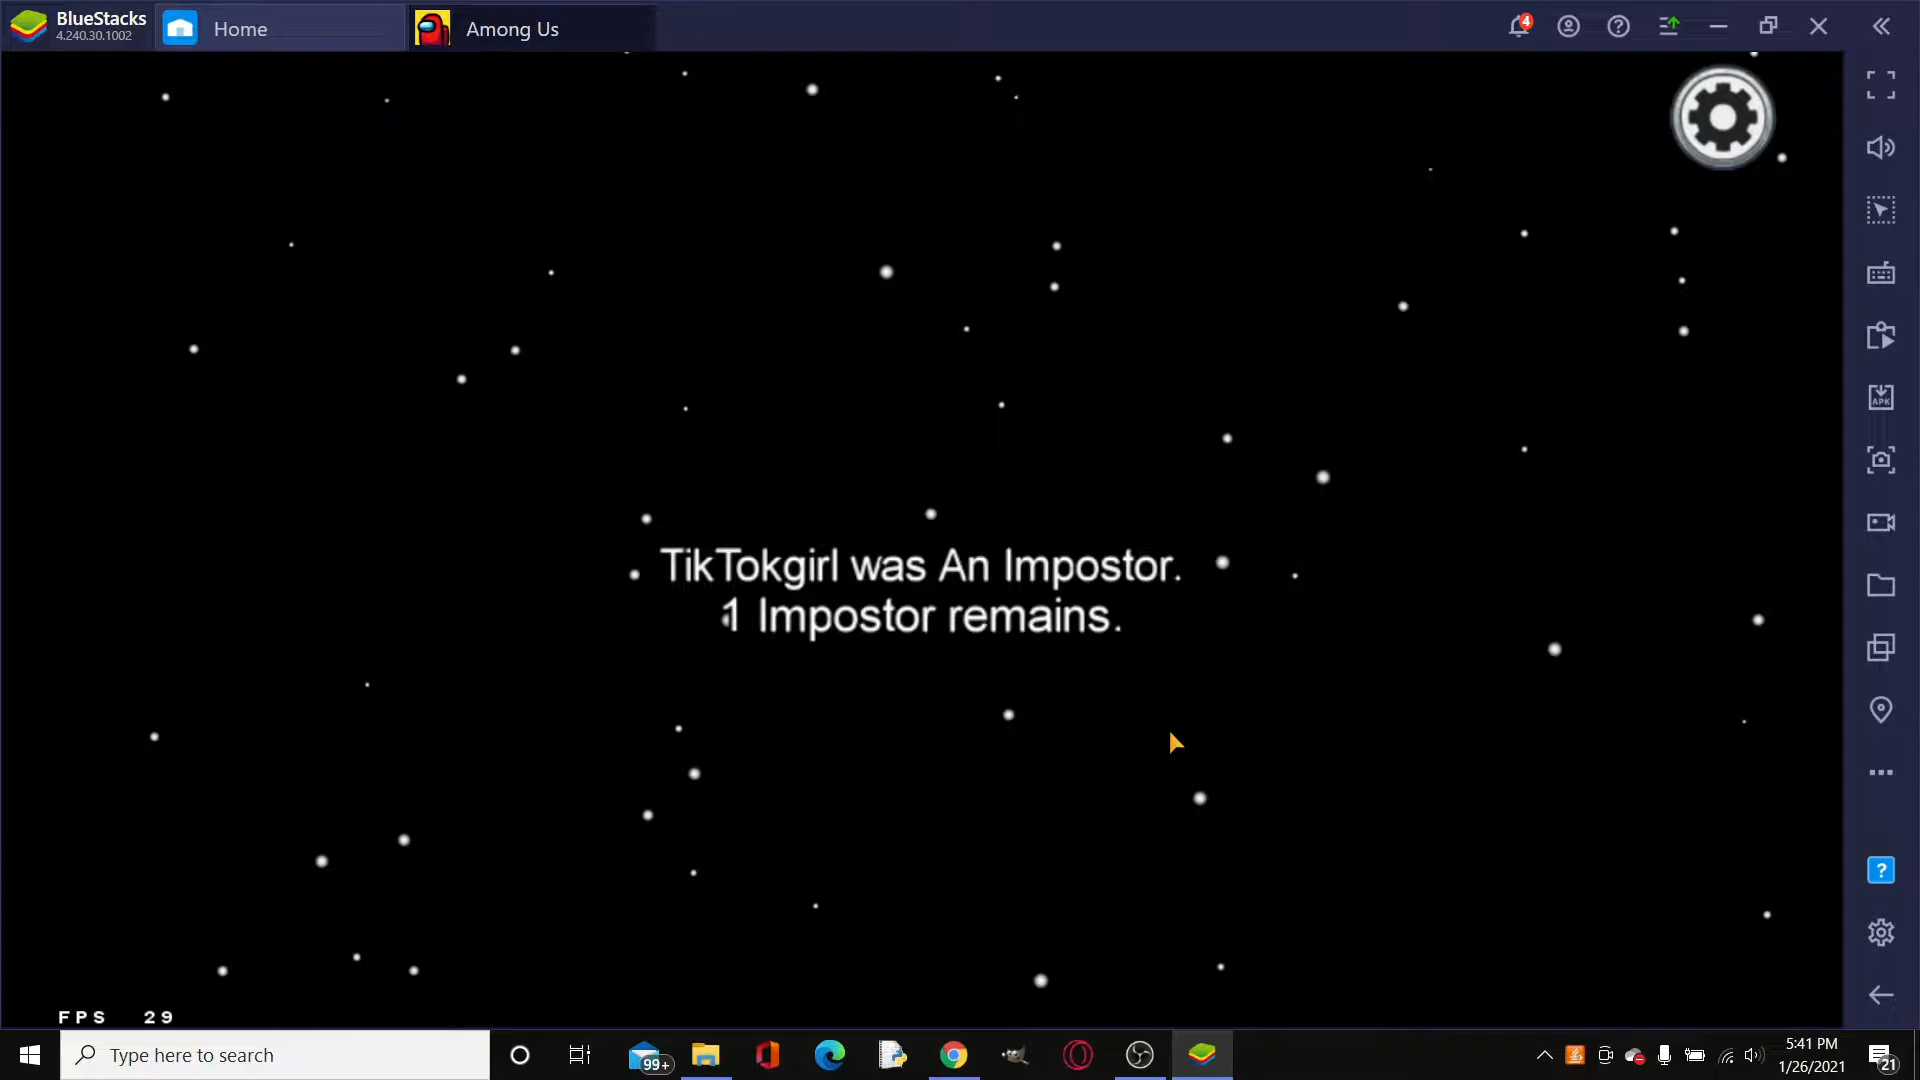 BlueStacks
4.240.30.1002
Home
Among Us
4
APK
TikTokgirl was An Impostor.
1 Impostor remains.
?
FPS 29
Type here to search
99+
5:41 PM
1/26/2021
21